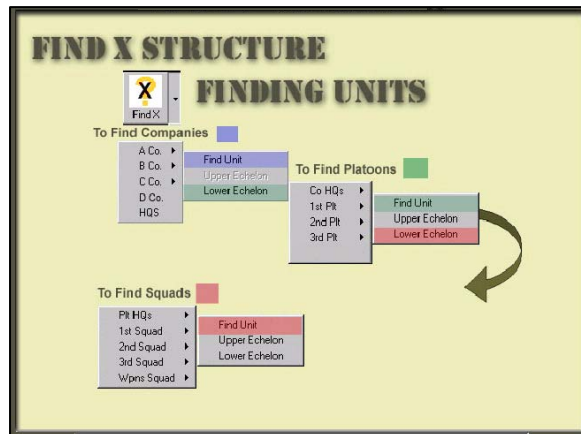 FIND X STRUCTURE
FINDING UNITS
X
FindX
To Find Companies
A Co.
B Co.
C Co.
D Co.
HQS
Find Unit
Upper Echelon
Lower Echelon
To Find Platoons
Co HQs
1st Plt
2nd Plt
3rd Plt
Find Unit
Upper Echelon
Lower Echelon
To Find Squads
Plt HQs
1st Squad
2nd Squad
3rd Squad
Wpns Squad
Find Unit
Upper Echelon
Lower Echelon